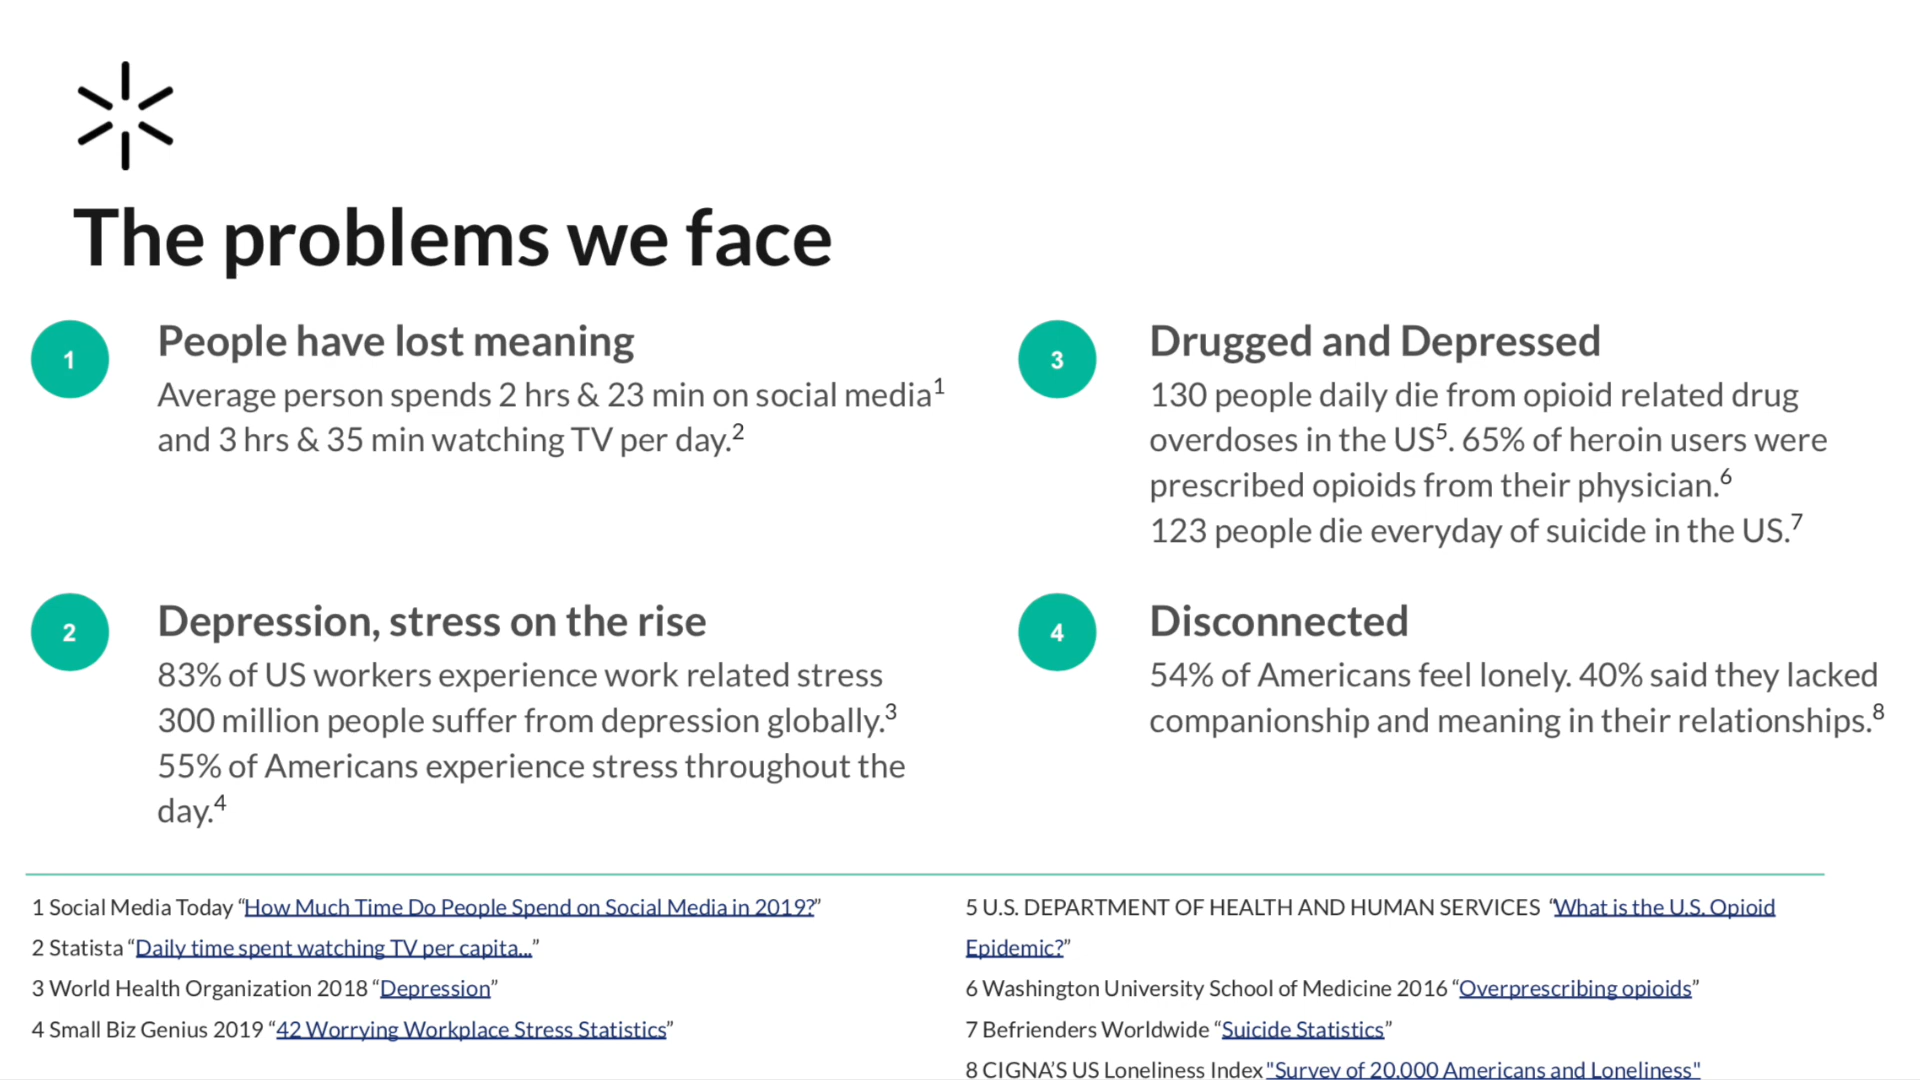 The problems we face
1
People have lost meaning
Average person spends 2 hrs & 23 min on social media¹
and 3 hrs & 35 min watching TV per day.²
2
Depression, stress on the rise
83% of US workers experience work related stress
300 million people suffer from depression globally.³
55% of Americans experience stress throughout the
day.⁴
3
Drugged and Depressed
130 people daily die from opioid related drug
overdoses in the US⁵. 65% of heroin users were
prescribed opioids from their physician.⁶
123 people die everyday of suicide in the US.⁷
4
Disconnected
54% of Americans feel lonely. 40% said they lacked
companionship and meaning in their relationships.⁸
1 Social Media Today “How Much Time Do People Spend on Social Media in 2019?”
2 Statista “Daily time spent watching TV per capita...”
3 World Health Organization 2018 “Depression”
4 Small Biz Genius 2019 “42 Worrying Workplace Stress Statistics”
5 U.S. DEPARTMENT OF HEALTH AND HUMAN SERVICES “What is the U.S. Opioid
Epidemic?”
6 Washington University School of Medicine 2016 “Overprescribing opioids”
7 Befrienders Worldwide “Suicide Statistics”
8 CIGNA’S US Loneliness Index "Survey of 20,000 Americans and Loneliness"